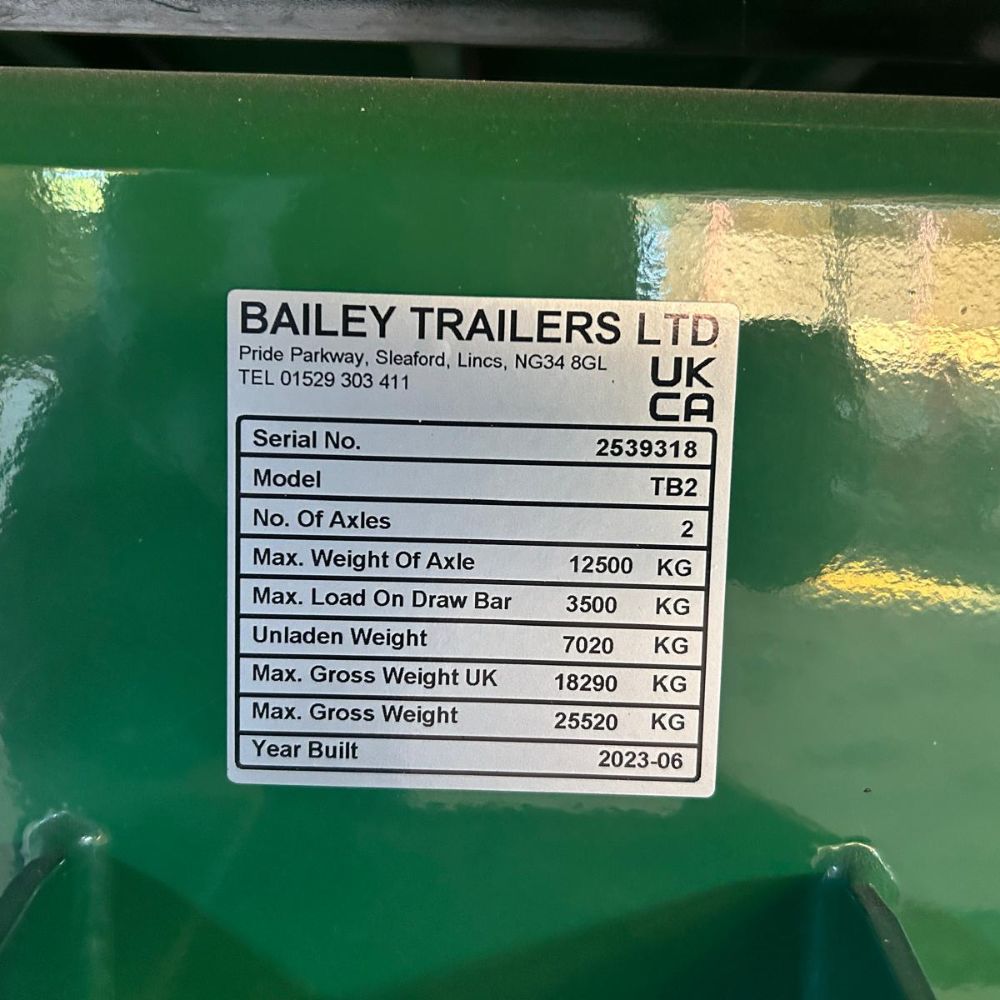 BAILEY TRAILERS LTD
Pride Parkway, Sleaford, Lincs, NG34 8GL
TEL 01529 303 411
UK
CA
Serial No. 2539318
Model TB2
No. Of Axles 2
Max. Weight Of Axle 12500 KG
Max. Load On Draw Bar 3500 KG
Unladen Weight 7020 KG
Max. Gross Weight UK 18290 KG
Max. Gross Weight 25520 KG
Year Built 2023-06